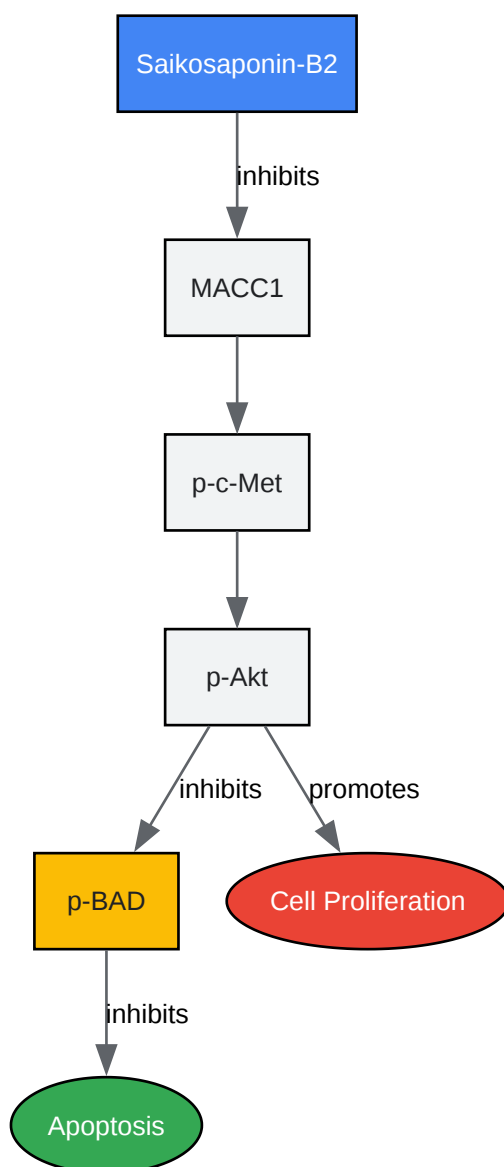 Saikosaponin-B2
inhibits
MACC1
p-c-Met
p-Akt
inhibits
promotes
p-BAD
Cell Proliferation
inhibits
Apoptosis